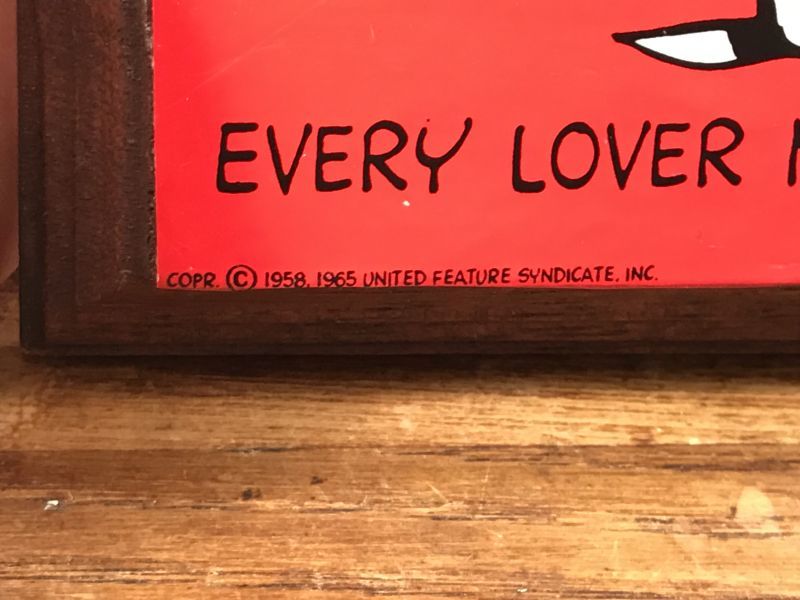 EVERY LOVER
COPR. © 1958, 1965 UNITED FEATURE SYNDICATE, INC.